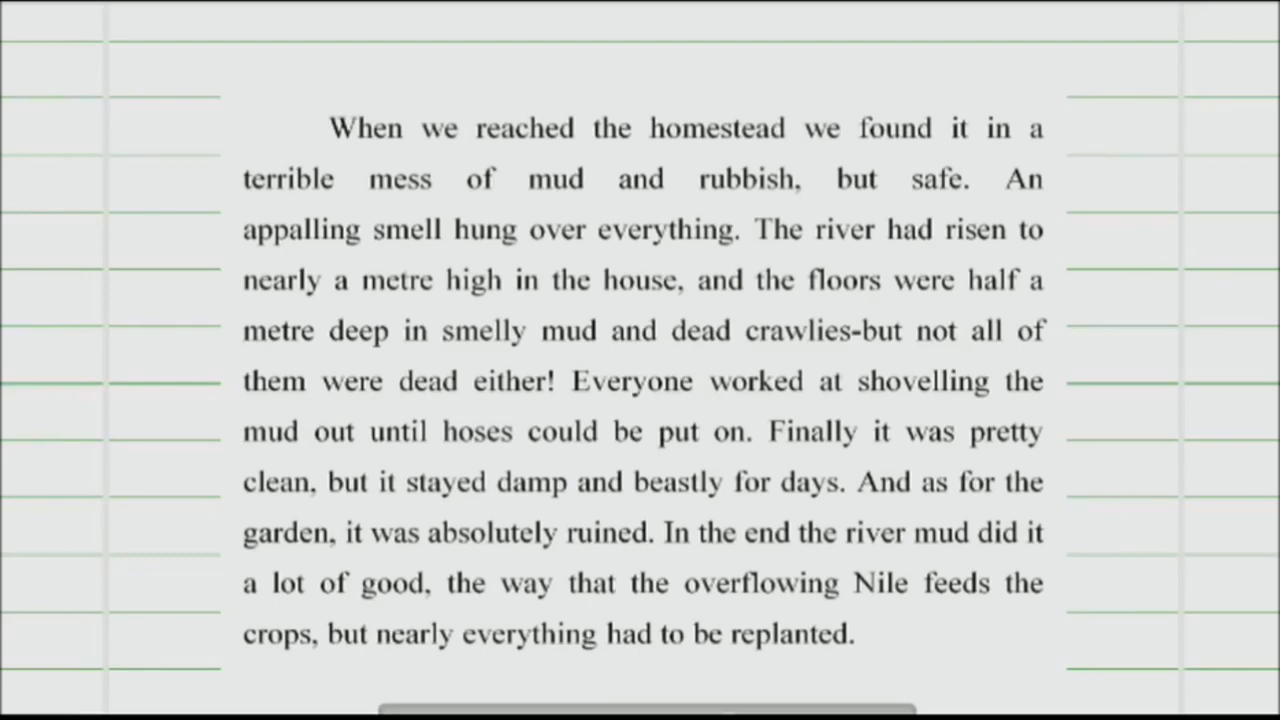 When we reached the homestead we found it in a
terrible mess of mud and rubbish, but safe. An
appalling smell hung over everything. The river had risen to
nearly a metre high in the house, and the floors were half a
metre deep in smelly mud and dead crawlies-but not all of
them were dead either! Everyone worked at shovelling the
mud out until hoses could be put on. Finally it was pretty
clean, but it stayed damp and beastly for days. And as for the
garden, it was absolutely ruined. In the end the river mud did it
a lot of good, the way that the overflowing Nile feeds the
crops, but nearly everything had to be replanted.